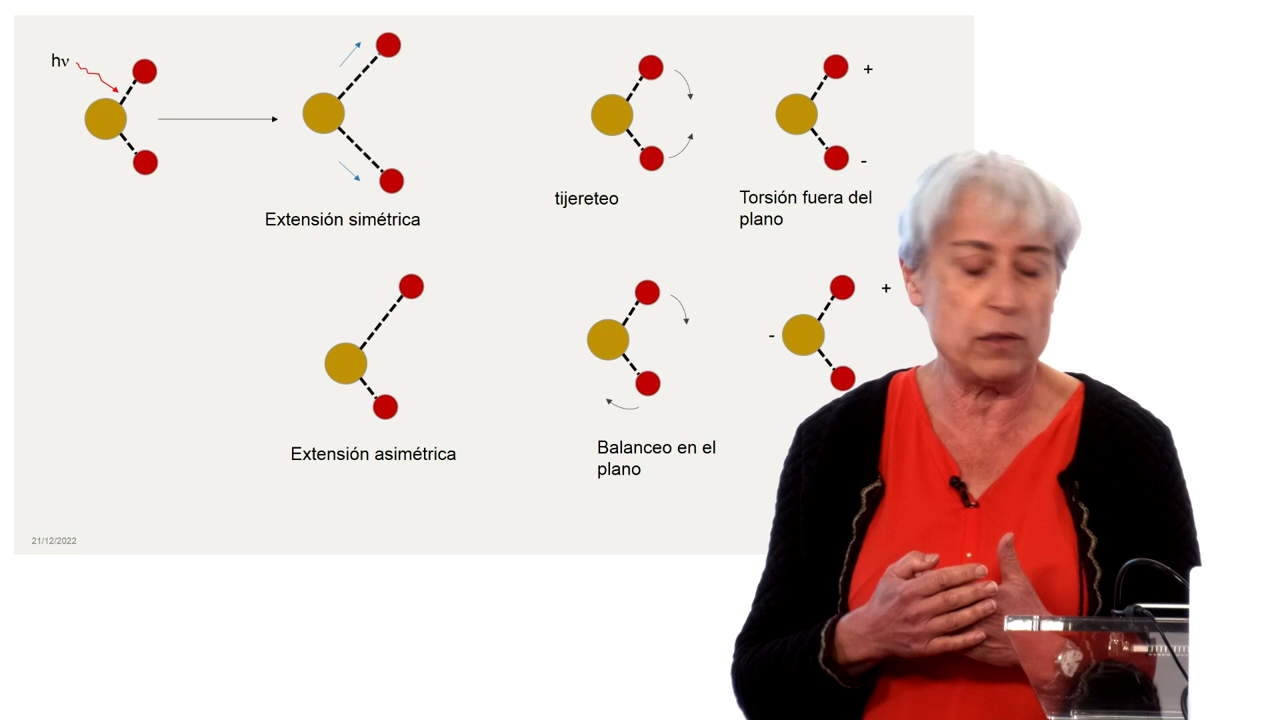 hν
Extensión simétrica
tijereteo
+
-
Torsión fuera del
plano
Extensión asimétrica
Balanceo en el
plano
+
-
21/12/2022